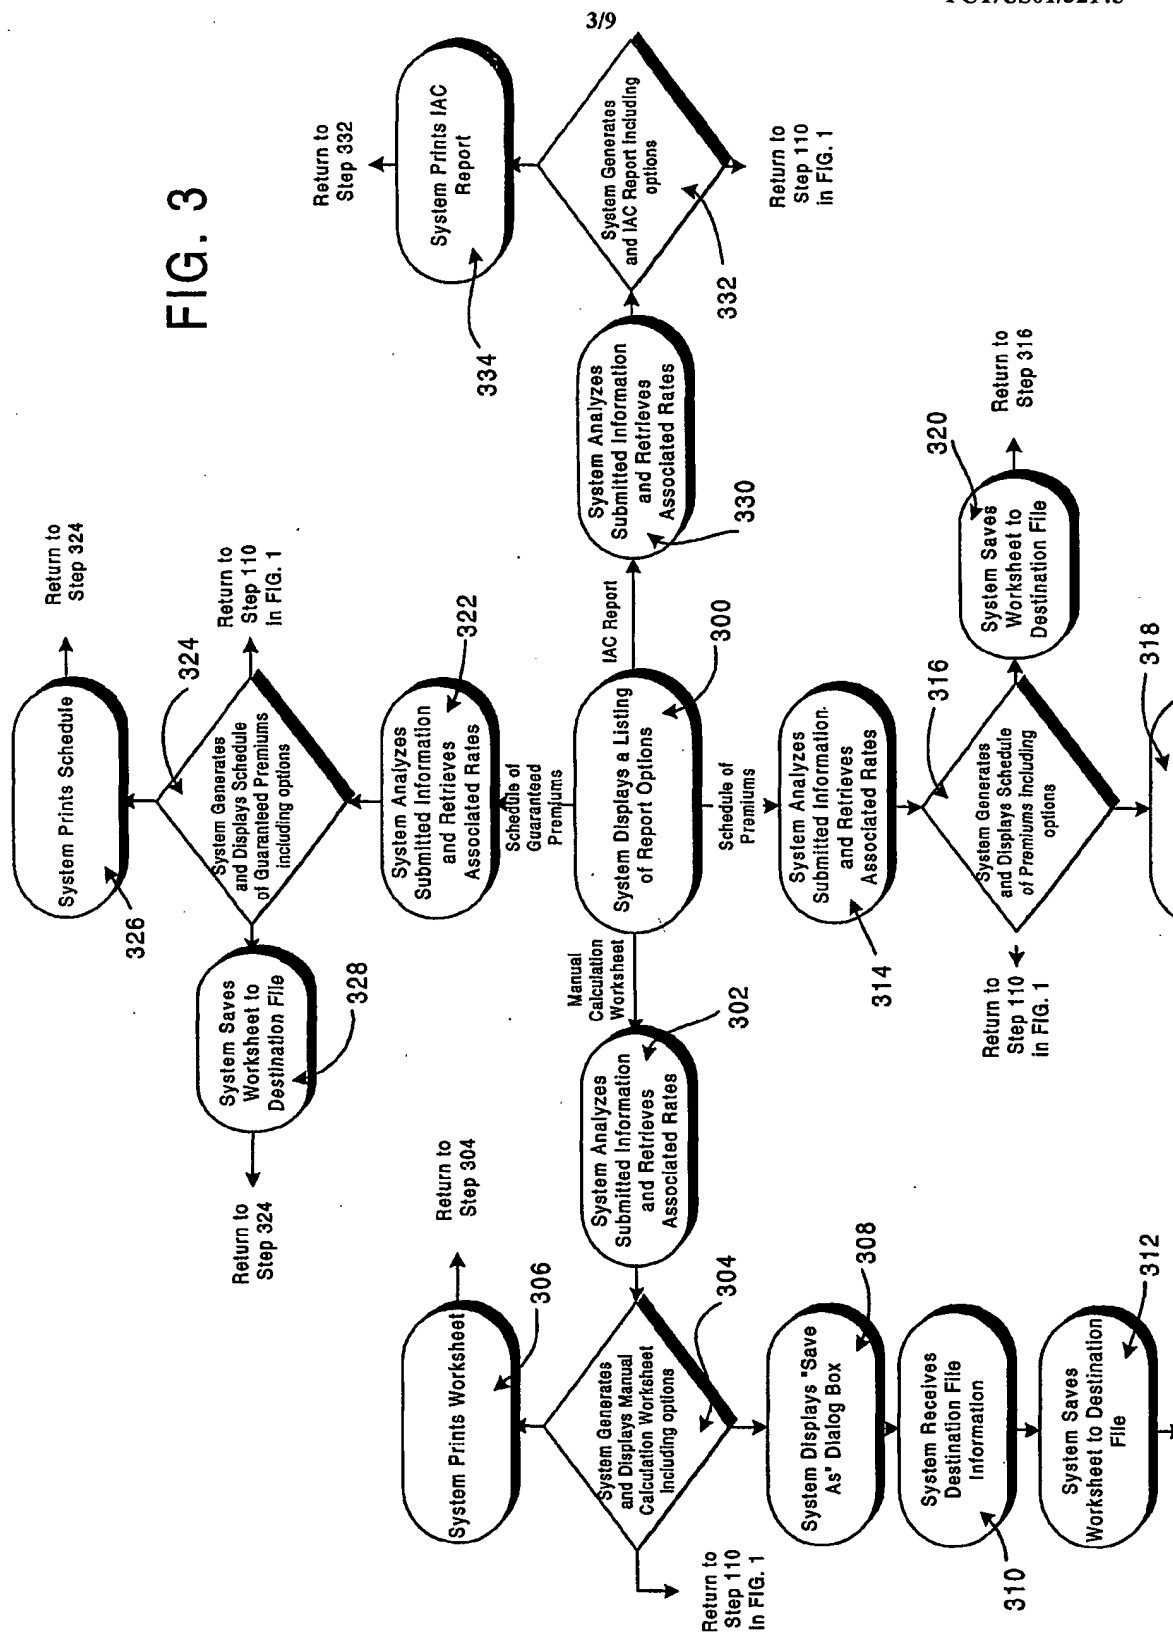 3/9
FIG. 3
Return to
Step 324
System Prints Schedule
326
324
System Generates
and Displays Schedule
of Guaranteed Premiums
including options
Return to
Step 110
in FIG. 1
System Saves
Worksheet to
Destination File
328
Return to
Step 324
System Analyzes
Submitted Information
and Retrieves
Associated Rates
322
Schedule of
Guaranteed
Premiums
System Displays a Listing
of Report Options
300
IAC Report
System Analyzes
Submitted Information
and Retrieves
Associated Rates
330
System Generates
and IAC Report Including
options
332
Return to
Step 110
in FIG. 1
System Prints IAC
Report
334
Return to
Step 332
Schedule of
Premiums
System Analyzes
Submitted Information.
and Retrieves
Associated Rates
314
System Generates
and Displays Schedule
of Premiums Including
options
316
Return to
Step 110
in FIG. 1
System Saves
Worksheet to
Destination File
320
Return to
Step 316
318
Manual
Calculation
Worksheet
System Analyzes
Submitted Information
and Retrieves
Associated Rates
302
System Generates
and Displays Manual
Calculation Worksheet
Including options
304
System Prints Worksheet
306
Return to
Step 304
Return to
Step 110
in FIG. 1
System Displays "Save
As" Dialog Box
308
System Receives
Destination File
Information
310
System Saves
Worksheet to Destination
File
312